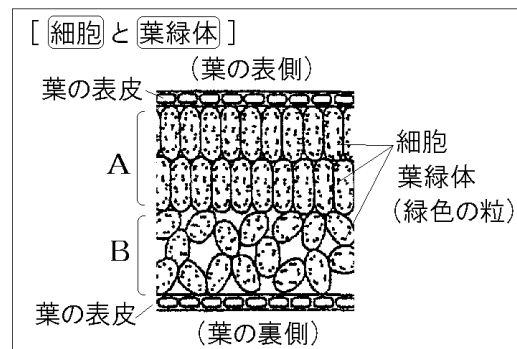 [ 細胞 と 葉緑体 ]
(葉の表側)
葉の表皮
A
細胞
葉緑体
(緑色の粒)
B
葉の表皮
(葉の裏側)